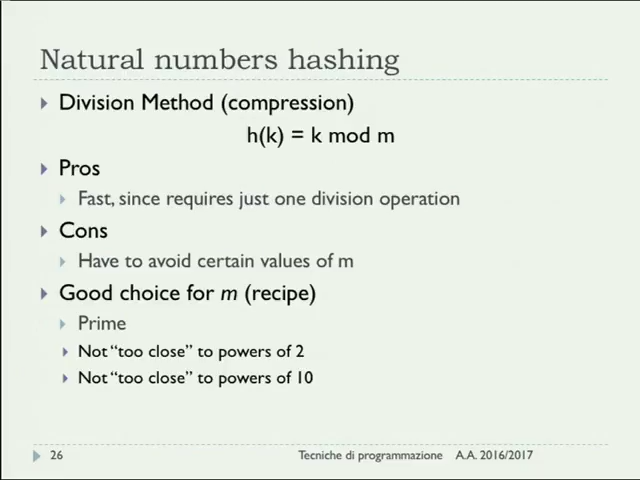 Natural numbers hashing
Division Method (compression)
h(k) = k mod m
Pros
Fast, since requires just one division operation
Cons
Have to avoid certain values of m
Good choice for m (recipe)
Prime
Not “too close” to powers of 2
Not “too close” to powers of 10
26 Tecniche di programmazione A.A. 2016/2017